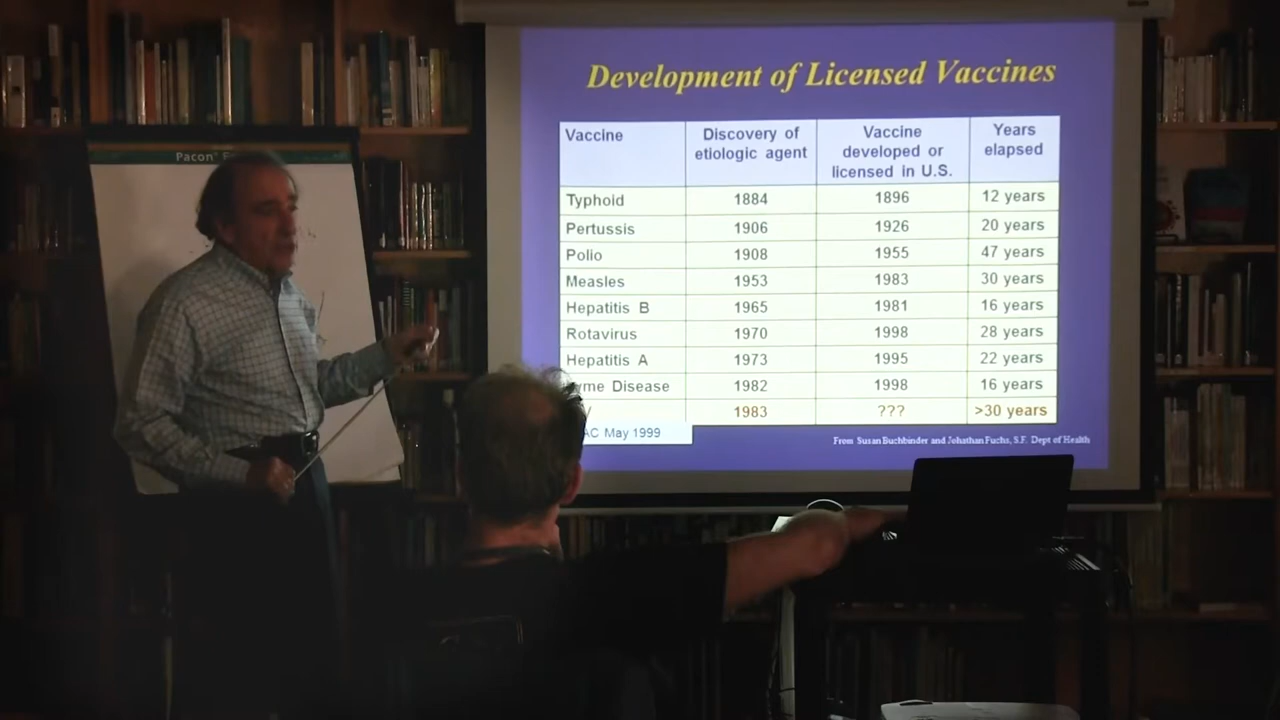 Pacon®
Development of Licensed Vaccines
Vaccine Discovery of etiologic agent Vaccine developed or licensed in U.S. Years elapsed
Typhoid 1884 1896 12 years
Pertussis 1906 1926 20 years
Polio 1908 1955 47 years
Measles 1953 1983 30 years
Hepatitis B 1965 1981 16 years
Rotavirus 1970 1998 28 years
Hepatitis A 1973 1995 22 years
yme Disease 1982 1998 16 years
V 1983 ??? >30 years
AC May 1999
From Susan Buchbinder and Johathan Fuchs, S.F. Dept of Health